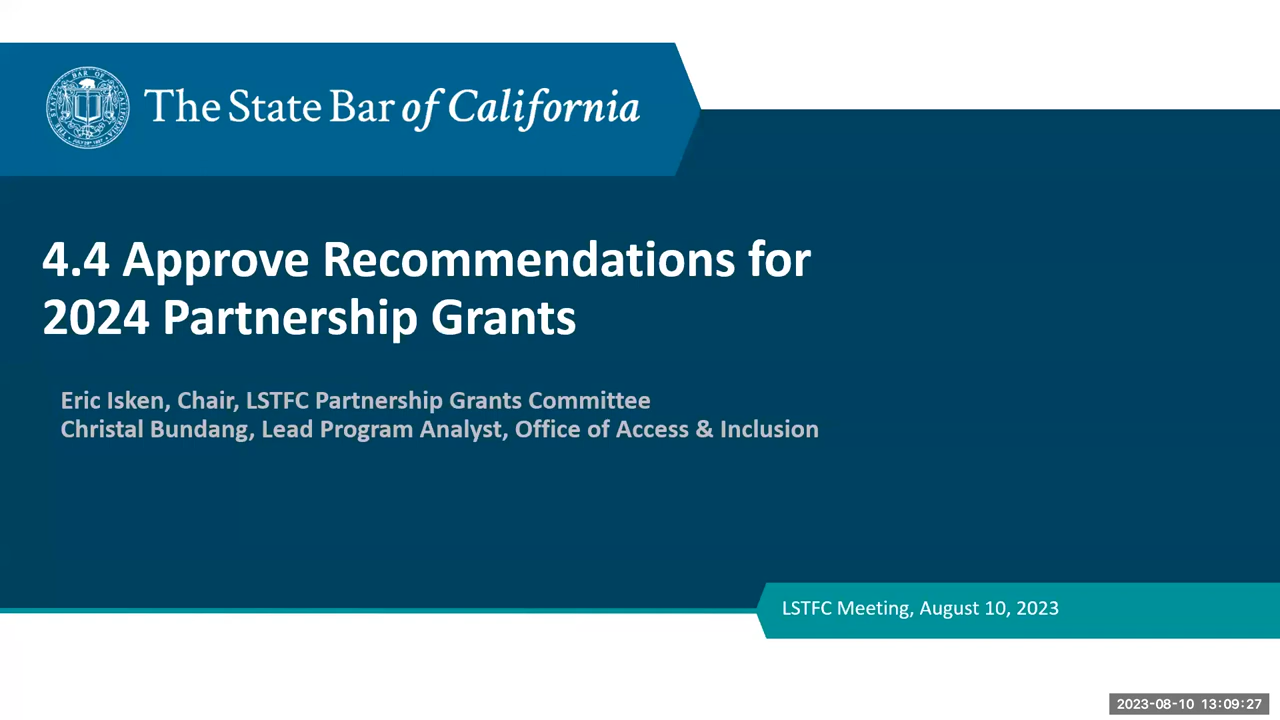 The State Bar of California
4.4 Approve Recommendations for
2024 Partnership Grants
Eric Isken, Chair, LSTFC Partnership Grants Committee
Christal Bundang, Lead Program Analyst, Office of Access & Inclusion
LSTFC Meeting, August 10, 2023
2023-08-10 13:09:27